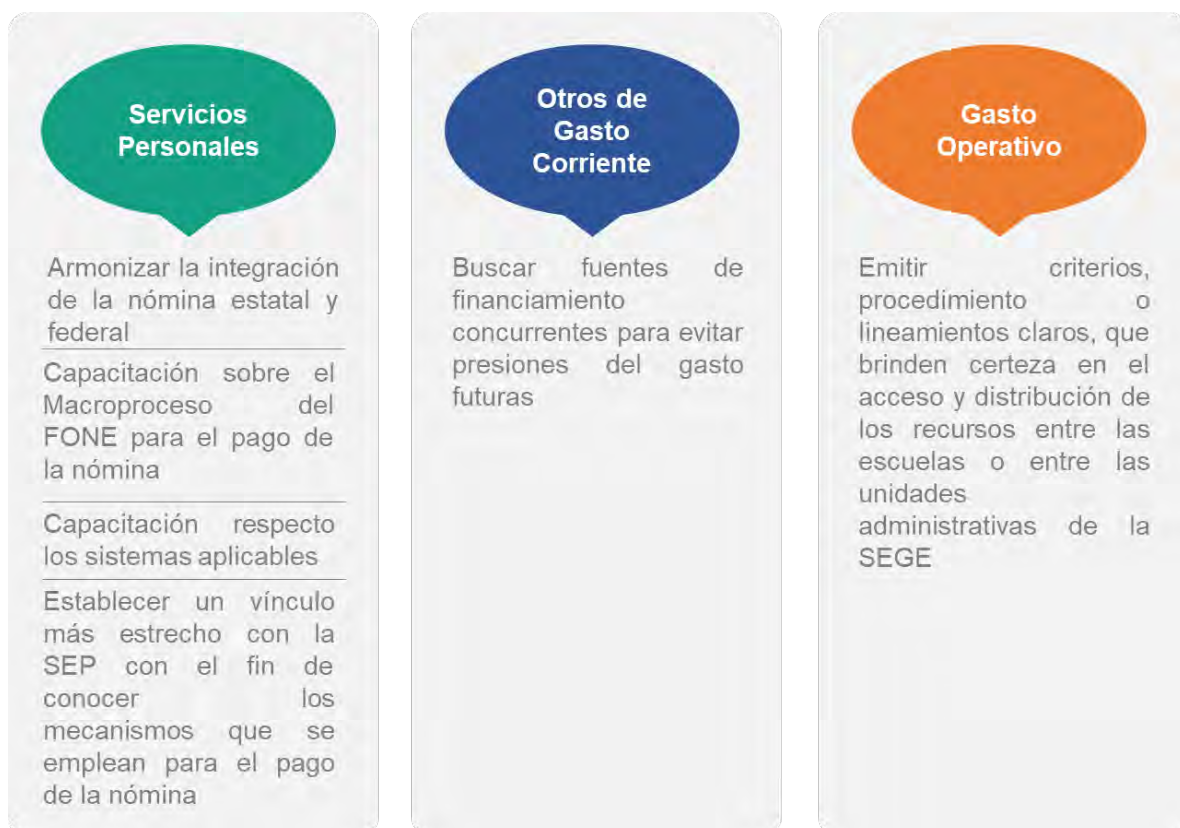 Servicios
Personales
Armonizar la integración
de la nómina estatal y
federal
Capacitación sobre el
Macroproceso del
FONE para el pago de
la nómina
Capacitación respecto
los sistemas aplicables
Establecer un vínculo
más estrecho con la
SEP con el fin de
conocer los
mecanismos que se
emplean para el pago
de la nómina
Otros de
Gasto
Corriente
Buscar fuentes de
financiamiento
concurrentes para evitar
presiones del gasto
futuras
Gasto
Operativo
Emitir criterios,
procedimiento o
lineamientos claros, que
brinden certeza en el
acceso y distribución de
los recursos entre las
escuelas o entre las
unidades
administrativas de la
SEGE